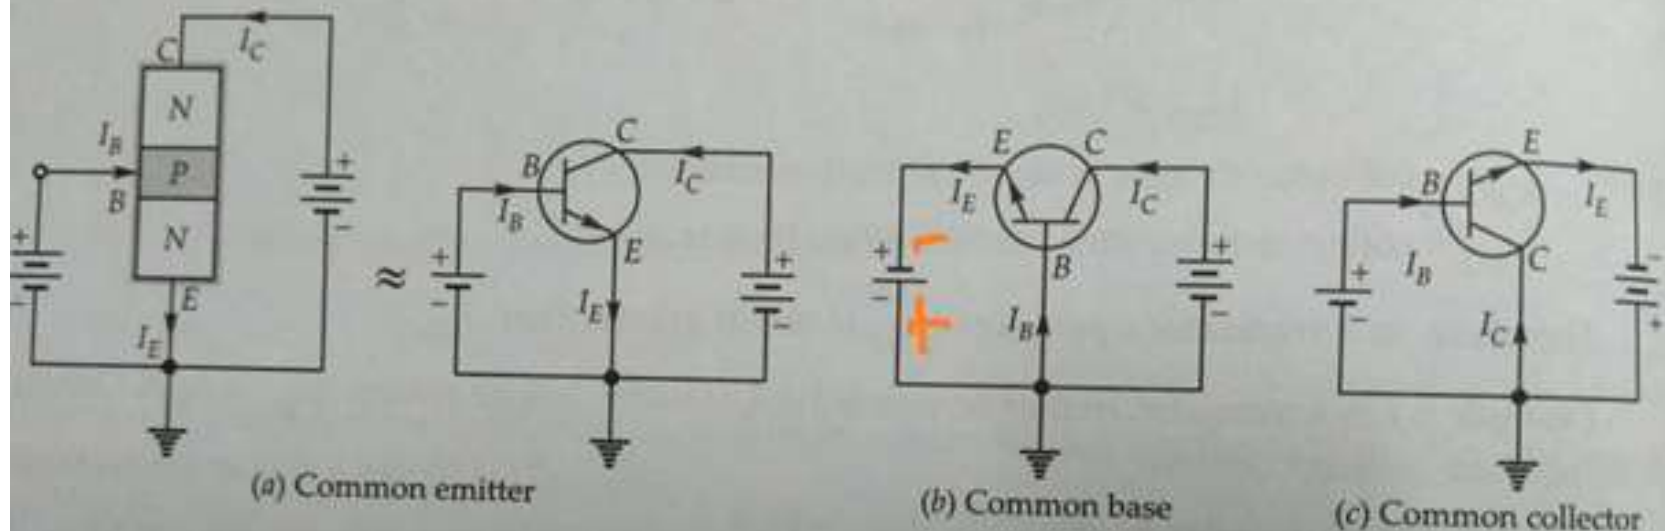 C
I_C
N
I_B
P
B
N
+
-
+
-
E
I_E
≈
C
B
I_C
I_B
E
+
-
+
-
I_E
(a) Common emitter
E
C
I_E
I_C
B
+
-
-
+
+
-
I_B
(b) Common base
E
B
I_E
I_B
C
+
-
-
+
I_C
(c) Common collector